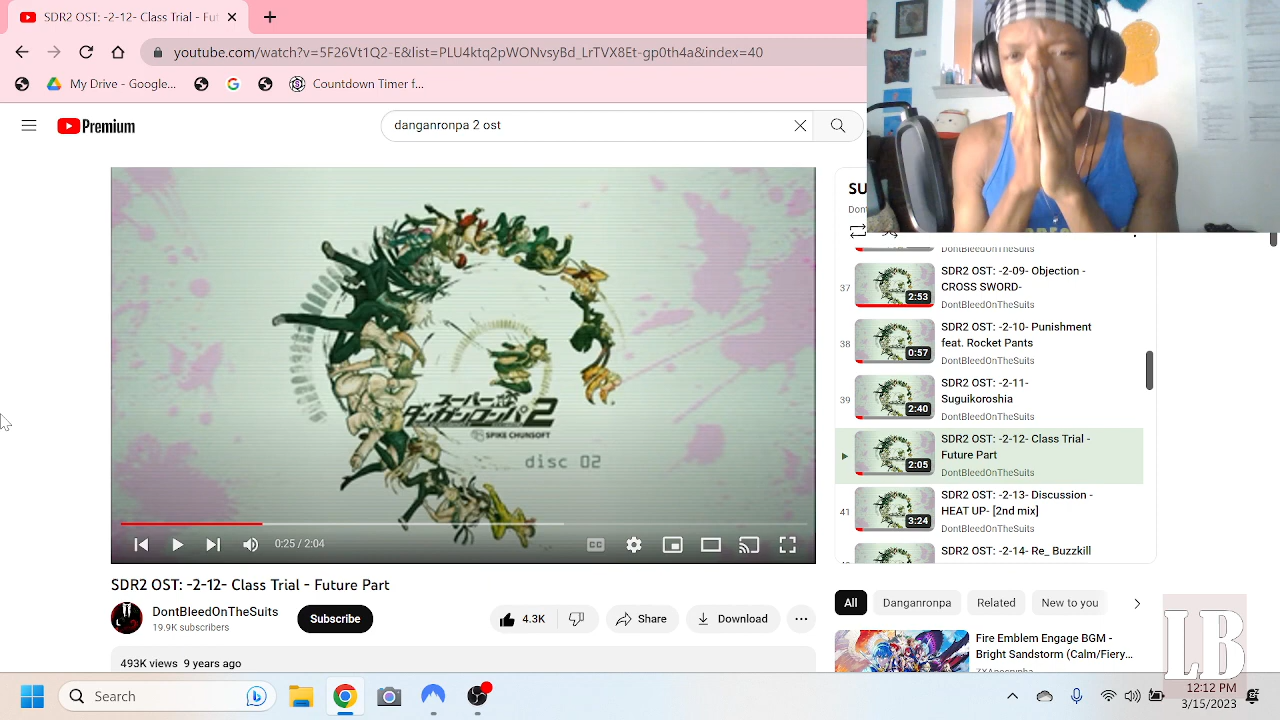 SDR2 OST: -2-12- Class Trial - Fut
youtube.com/watch?v=5F26Vt1Q2-E&list=PLU4ktq2pWONvwyBd_LrTVX8Et-gp0th4a&index=40
My Drive - Google...
Countdown Timer f...
Premium
danganronpa 2 ost
スーパー
ダンガンロンパ2
SPIKE CHUNSOFT
disc 02
0:25 / 2:04
CC
SDR2 OST: -2-12- Class Trial - Future Part
DontBleedOnTheSuits
19.9K subscribers
Subscribe
4.3K
Share
Download
493K views 9 years ago
SU
Don
DontBleedOnTheSuits
37
2:53
SDR2 OST: -2-09- Objection -
CROSS SWORD-
DontBleedOnTheSuits
38
0:57
SDR2 OST: -2-10- Punishment
feat. Rocket Pants
DontBleedOnTheSuits
39
2:40
SDR2 OST: -2-11-
Suguikoroshia
DontBleedOnTheSuits
2:05
SDR2 OST: -2-12- Class Trial -
Future Part
DontBleedOnTheSuits
41
3:24
SDR2 OST: -2-13- Discussion -
HEAT UP- [2nd mix]
DontBleedOnTheSuits
SDR2 OST: -2-14- Re_ Buzzkill
All
Danganronpa
Related
New to you
Fire Emblem Engage BGM -
Bright Sandstorm (Calm/Fiery...
LB
Search
12:12 PM
3/15/2023